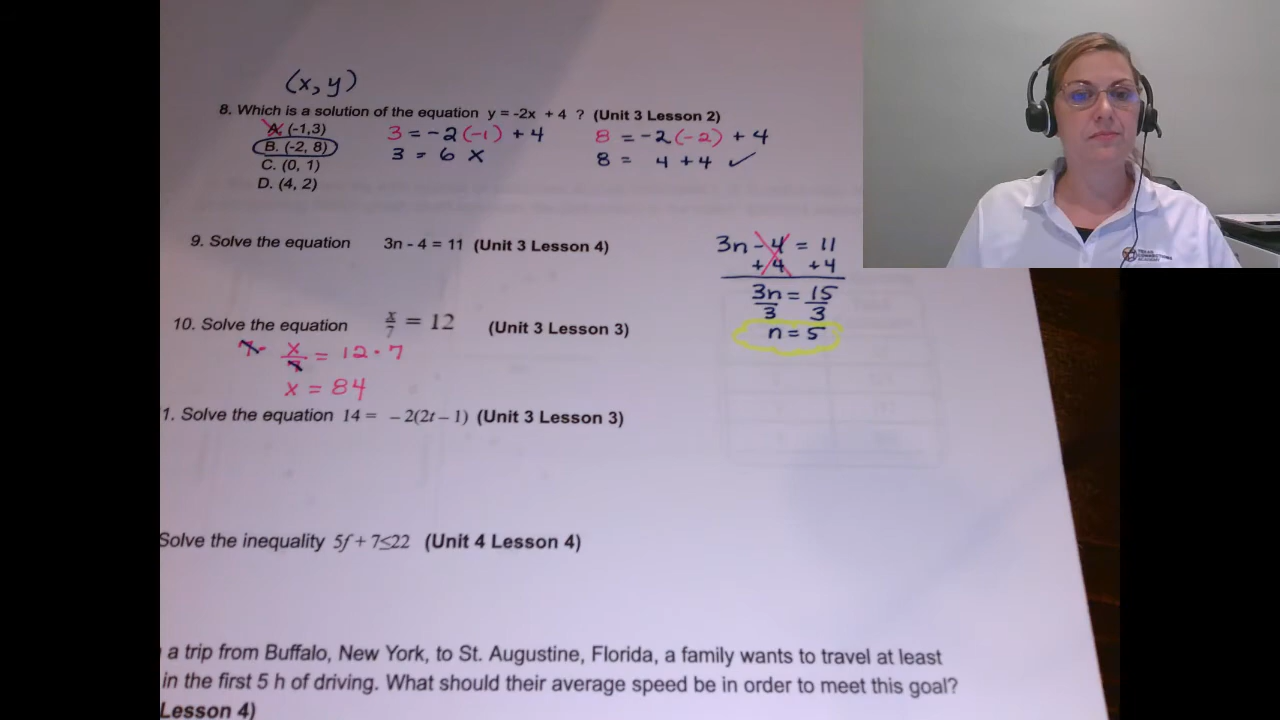 (x, y)
8. Which is a solution of the equation y = -2x + 4 ? (Unit 3 Lesson 2)
A. (-1,3) 3 = -2(-1) + 4 8 = -2(-2) + 4
B. (-2, 8) 3 = 6 x 8 = 4 + 4 ✓
C. (0, 1)
D. (4, 2)
9. Solve the equation 3n - 4 = 11 (Unit 3 Lesson 4) 3n - 4 = 11
+ 4 +4
3n = 15
3 3
n = 5
10. Solve the equation x/7 = 12 (Unit 3 Lesson 3)
7 · x/7 = 12 · 7
x = 84
1. Solve the equation 14 = – 2(2t – 1) (Unit 3 Lesson 3)
Solve the inequality 5f + 7≤22 (Unit 4 Lesson 4)
a trip from Buffalo, New York, to St. Augustine, Florida, a family wants to travel at least
in the first 5 h of driving. What should their average speed be in order to meet this goal?
Lesson 4)
TEXAS
CONNECTIONS
ACADEMY